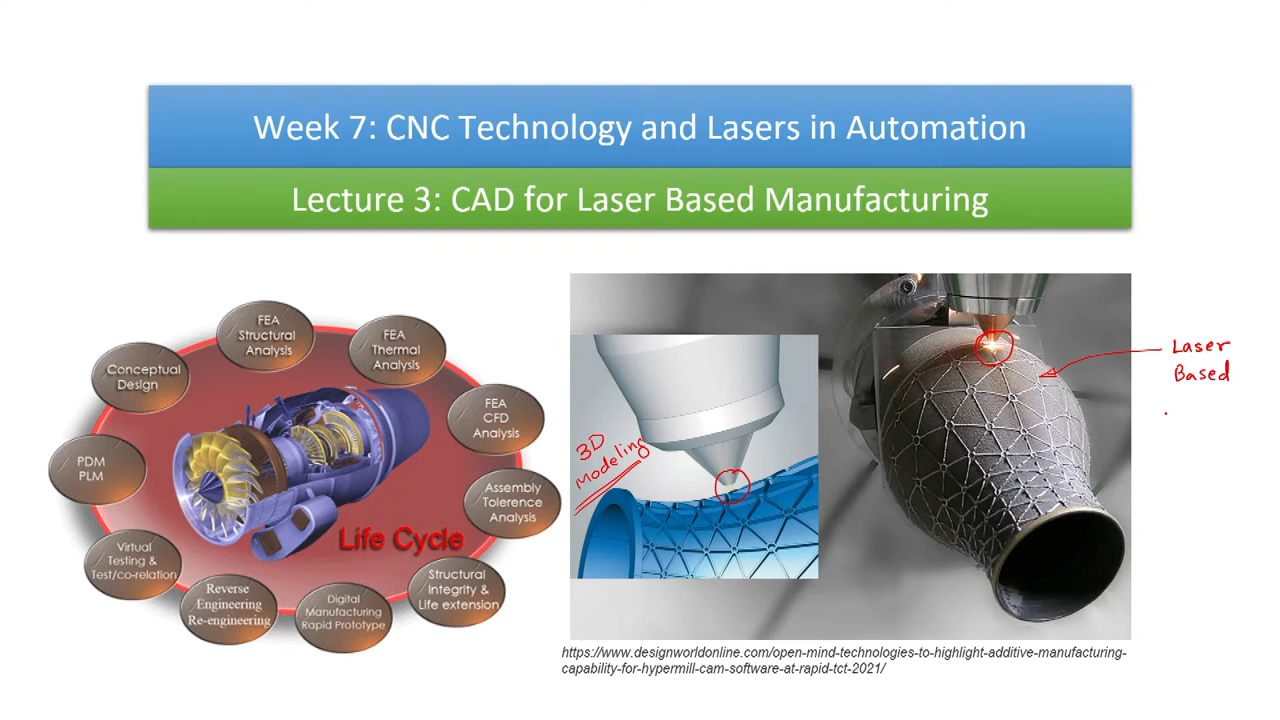 Week 7: CNC Technology and Lasers in Automation
Lecture 3: CAD for Laser Based Manufacturing
FEA
Structural
Analysis
FEA
Thermal
Analysis
Conceptual
Design
FEA
CFD
Analysis
PDM
PLM
Assembly
Tolerence
Analysis
Life Cycle
Virtual
Testing &
Test/co-relation
Reverse
Engineering
Re-engineering
Digital
Manufacturing
Rapid Prototype
Structural
Integrity &
Life extension
3D
Modeling
Laser
Based
https://www.designworldonline.com/open-mind-technologies-to-highlight-additive-manufacturing-
capability-for-hypermill-cam-software-at-rapid-tct-2021/